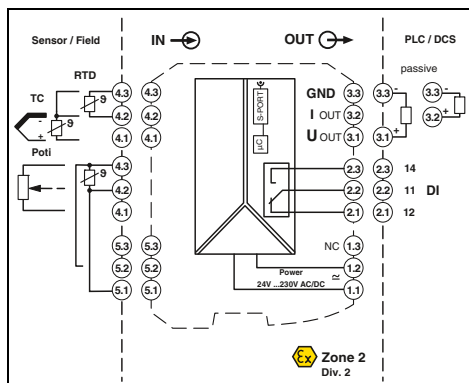 Sensor / Field
IN
OUT
PLC / DCS
RTD
passive
TC
ϑ
ϑ
- +
Poti
ϑ
4.3 4.3
4.2 4.2
4.1 4.1
4.3
4.2
4.1
5.3 5.3
5.2 5.2
5.1 5.1
S-PORT
µC
GND 3.3 3.3 - 3.3 -
I OUT 3.2 3.2 +
U OUT 3.1 3.1 +
2.3 2.3 14
2.2 2.2 11 DI
2.1 2.1 12
NC 1.3
Power 1.2
24V ...230V AC/DC 1.1
Ex Zone 2
Div. 2